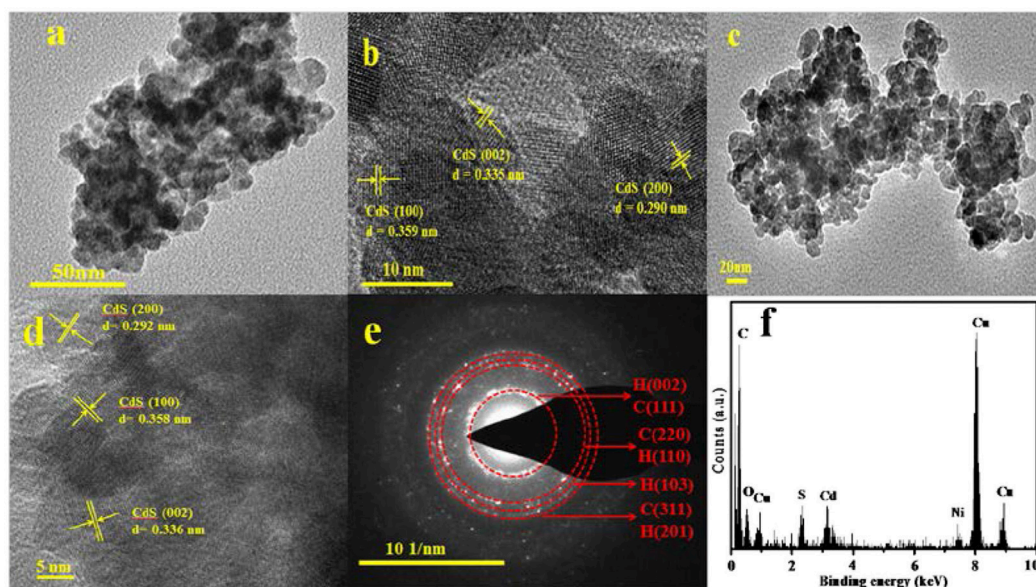 a
50nm
b
CdS (002)
d = 0.335 nm
CdS (100)
d = 0.359 nm
CdS (200)
d = 0.290 nm
10 nm
c
20nm
d
CdS (200)
d= 0.292 nm
CdS (100)
d= 0.358 nm
CdS (002)
d= 0.336 nm
5 nm
e
H(002)
C(111)
C(220)
H(110)
H(103)
C(311)
H(201)
10 1/nm
f
Counts (a.u.)
C
O
Cu
S
Cd
Ni
Cu
Cu
0 2 4 6 8 10
Binding energy (keV)